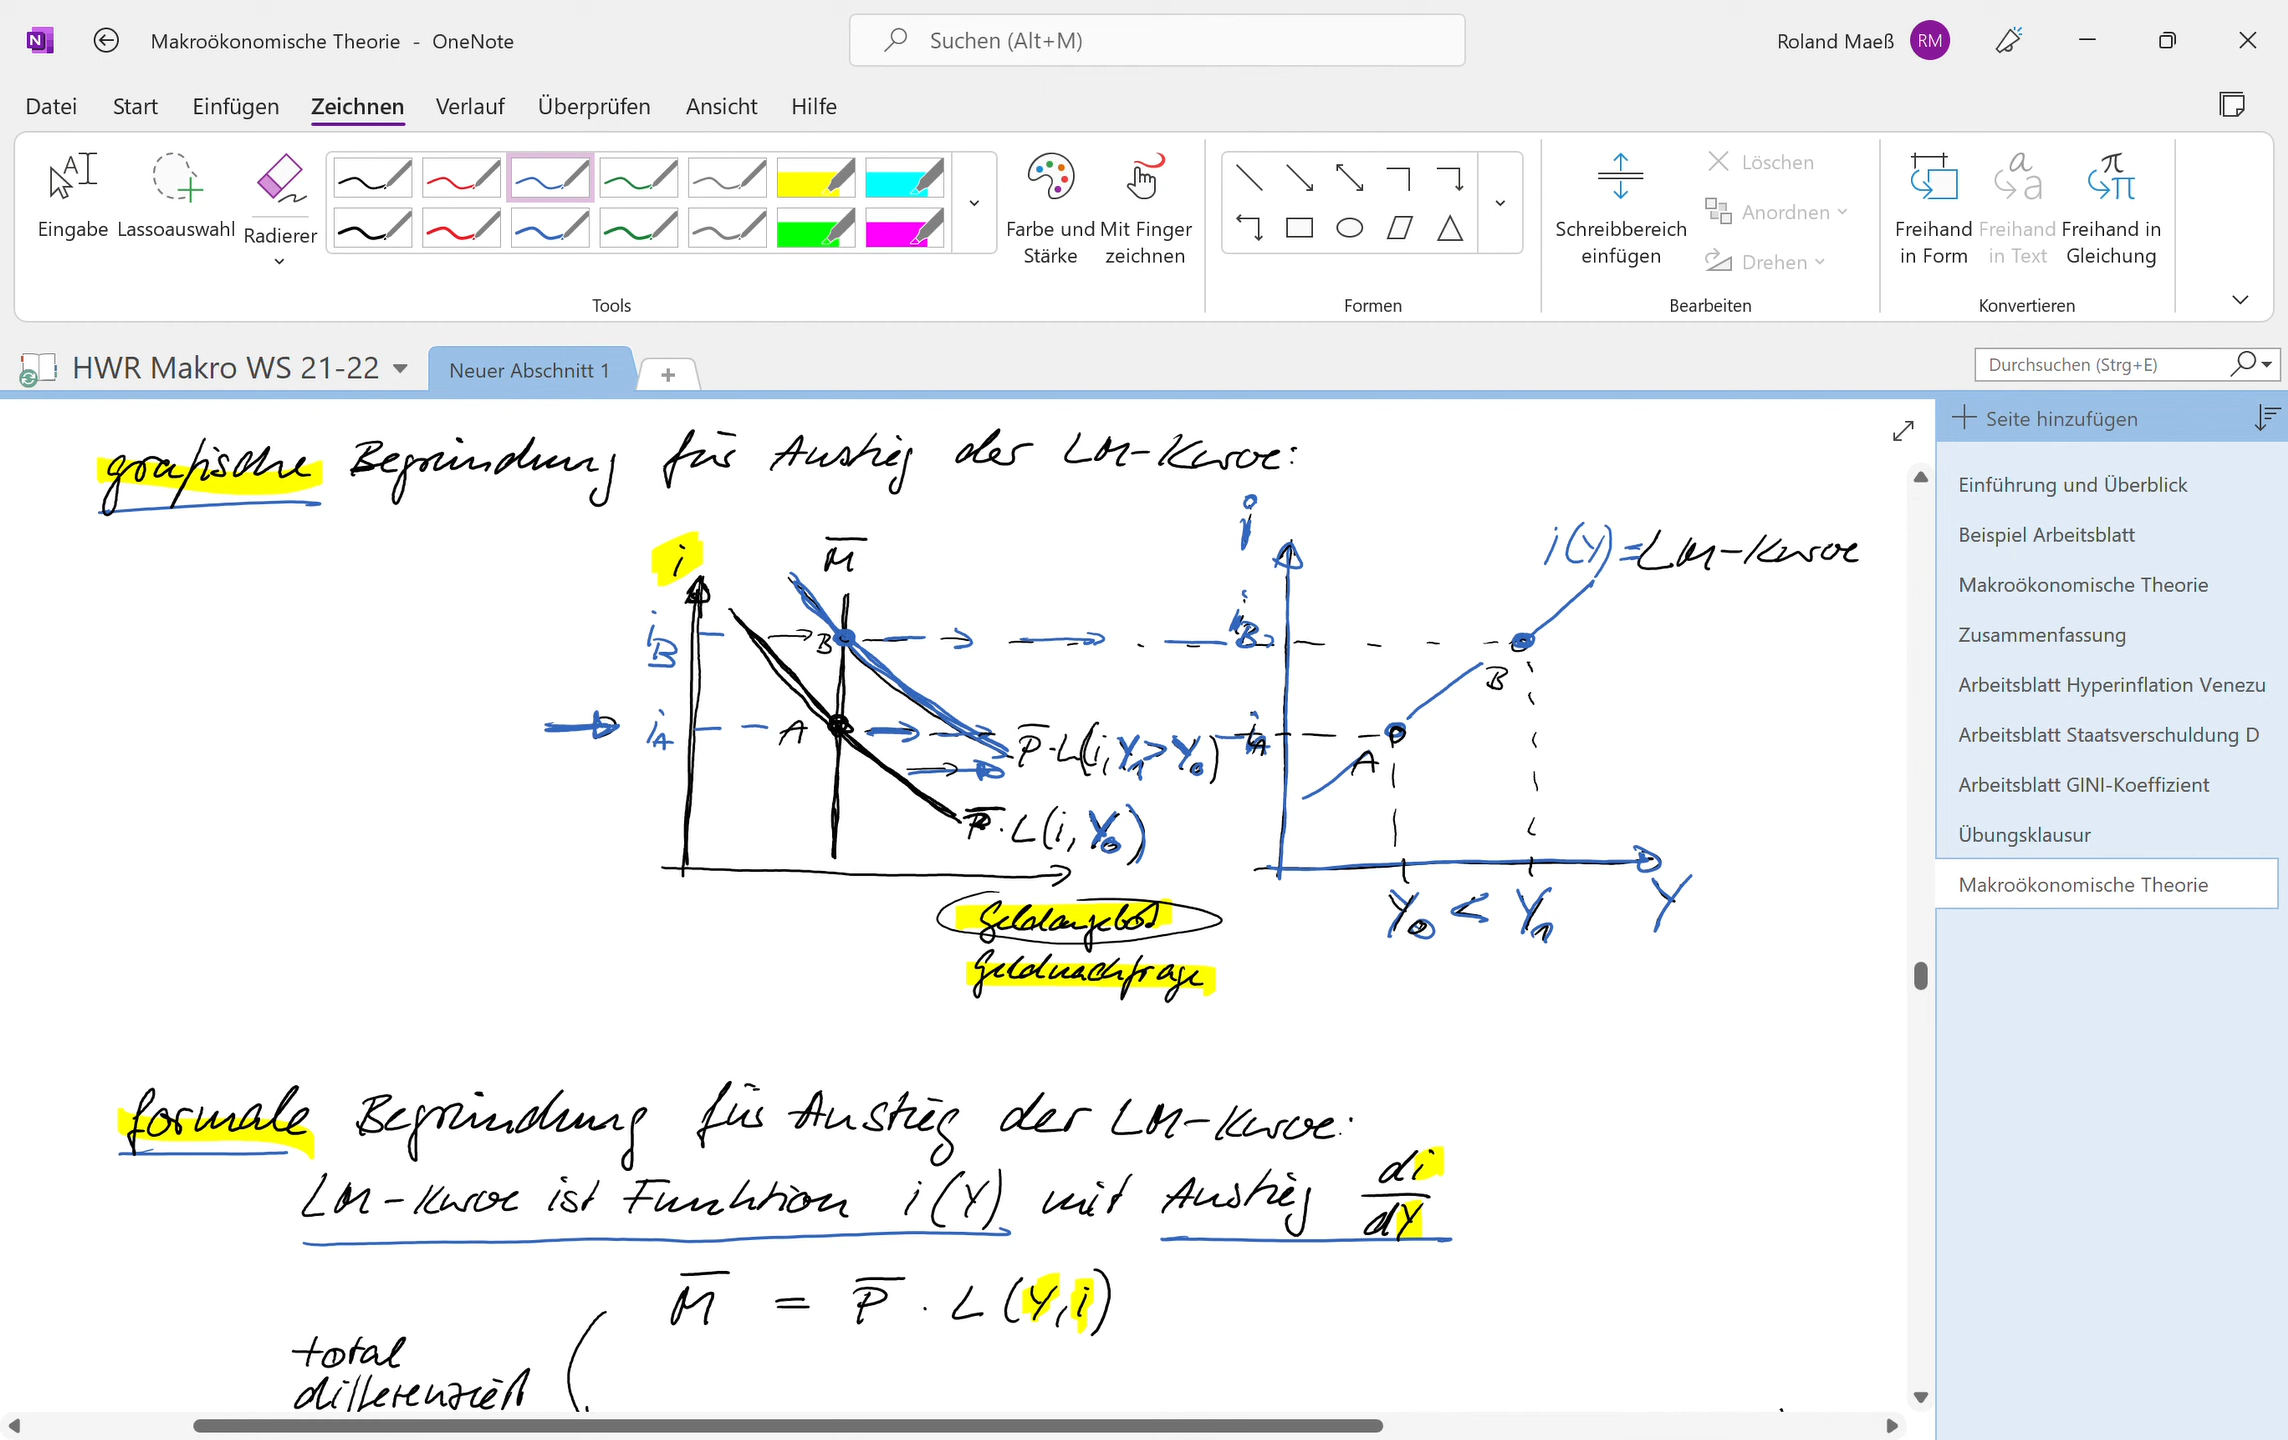 Makroökonomische Theorie - OneNote
Suchen (Alt+M)
Roland Maeß
RM
Datei Start Einfügen Zeichnen Verlauf Überprüfen Ansicht Hilfe
Eingabe Lassoauswahl Radierer
Farbe und Stärke
Mit Finger zeichnen
Schreibbereich einfügen
Löschen
Anordnen
Drehen
Freihand in Form
Freihand in Text
Freihand in Gleichung
Tools Formen Bearbeiten Konvertieren
HWR Makro WS 21-22
Neuer Abschnitt 1
Durchsuchen (Strg+E)
Seite hinzufügen
Einführung und Überblick
Beispiel Arbeitsblatt
Makroökonomische Theorie
Zusammenfassung
Arbeitsblatt Hyperinflation Venezu
Arbeitsblatt Staatsverschuldung D
Arbeitsblatt GINI-Koeffizient
Übungsklausur
Makroökonomische Theorie
grafische Begründung für Anstieg der LM-Kurve:
i M̅ i i(Y)=LM-Kurve
i_B B i_B B
i_A A P̅·L(i,Y₁>Y₀) i_A A
P̅·L(i,Y₀)
Geldangebot Y₀ < Y₁ Y
Geldnachfrage
formale Begründung für Anstieg der LM-Kurve:
LM-Kurve ist Funktion i(Y) mit Anstieg di/dY
M̅ = P̅ · L(Y,i)
total
differenziert